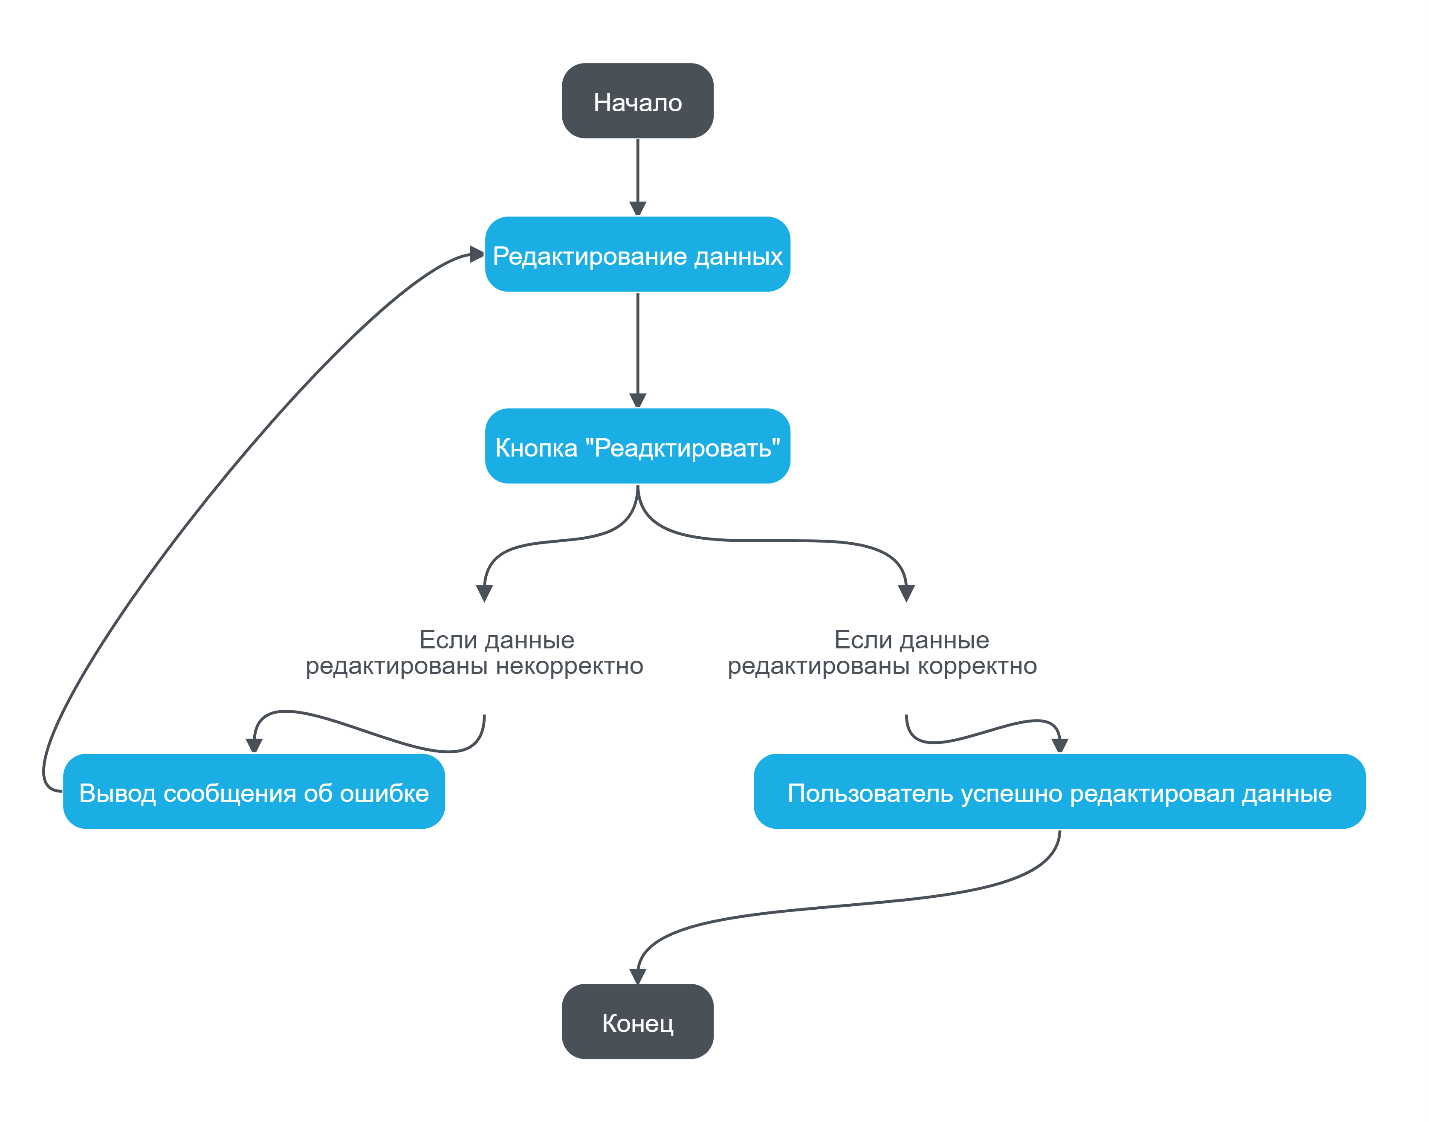 Начало
Редактирование данных
Кнопка "Реадктировать"
Если данные
редактированы некорректно
Если данные
редактированы корректно
Вывод сообщения об ошибке
Пользователь успешно редактировал данные
Конец